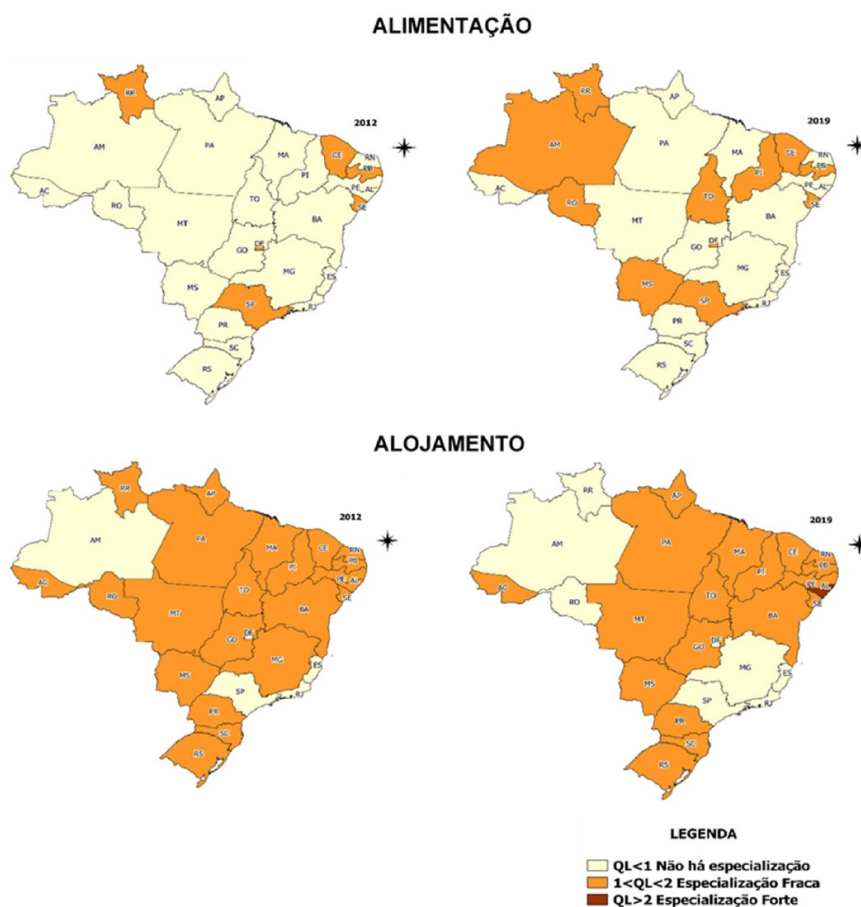 ALIMENTAÇÃO
2012
RR
AP
AM
PA
MA
CE
RN
PB
PI
PE
AL
AC
RO
TO
SE
MT
BA
DF
GO
MG
MS
ES
SP
RJ
PR
SC
RS
2019
RR
AP
AM
PA
MA
CE
RN
PB
PI
PE
AL
AC
RO
TO
SE
MT
BA
DF
GO
MG
MS
ES
SP
RJ
PR
SC
RS
ALOJAMENTO
2012
RR
AP
AM
PA
MA
CE
RN
PB
PI
PE
AL
AC
RO
TO
SE
MT
BA
DF
GO
MG
MS
ES
SP
RJ
PR
SC
RS
2019
RR
AP
AM
PA
MA
CE
RN
PB
PI
PE
AL
AC
RO
TO
SE
MT
BA
DF
GO
MG
MS
ES
SP
RJ
PR
SC
RS
LEGENDA
QL<1 Não há especialização
1<QL<2 Especialização Fraca
QL>2 Especialização Forte